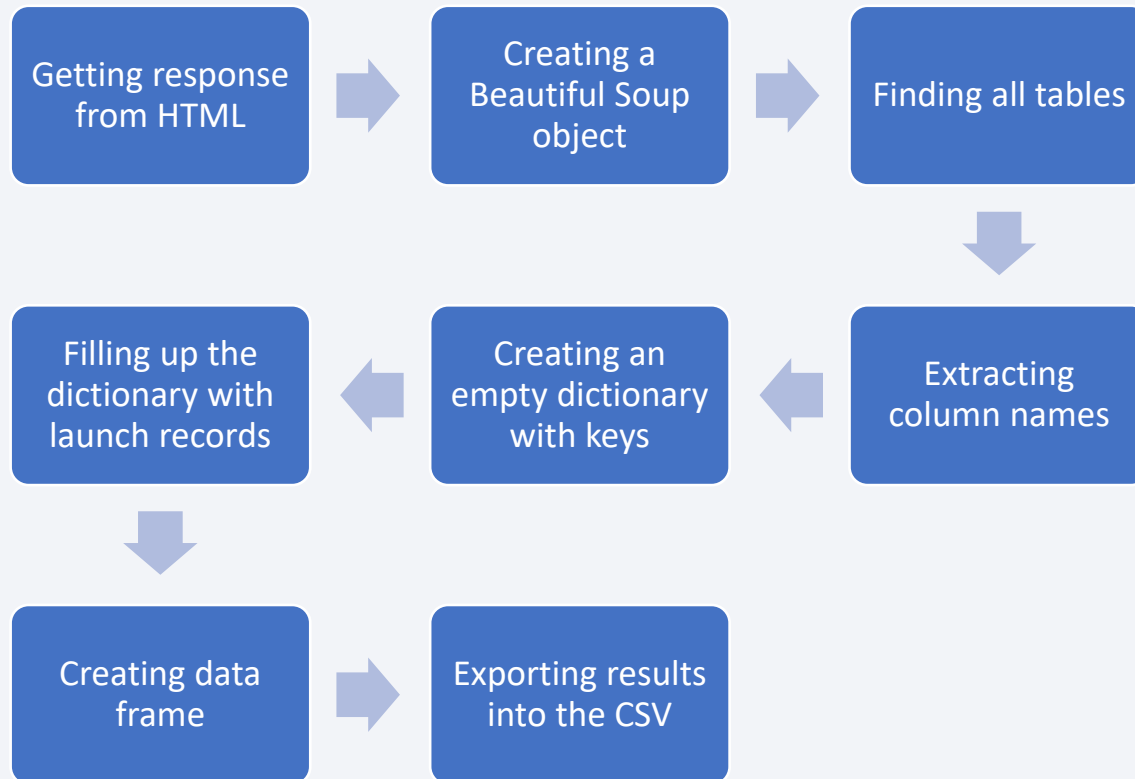 Getting response
from HTML
Creating a
Beautiful Soup
object
Finding all tables
Extracting
column names
Creating an
empty dictionary
with keys
Filling up the
dictionary with
launch records
Creating data
frame
Exporting results
into the CSV